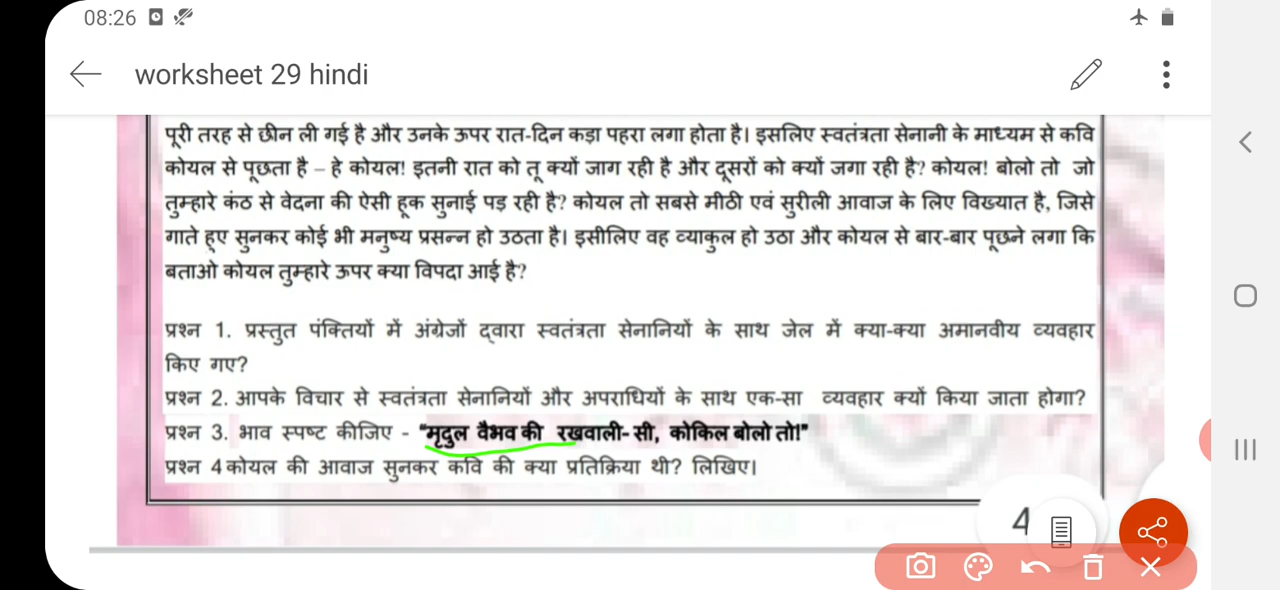 08:26
worksheet 29 hindi
पूरी तरह से छीन ली गई है और उनके ऊपर रात-दिन कड़ा पहरा लगा होता है। इसलिए स्वतंत्रता सेनानी के माध्यम से कवि
कोयल से पूछता है – हे कोयल! इतनी रात को तू क्यों जाग रही है और दूसरों को क्यों जगा रही है? कोयल! बोलो तो जो
तुम्हारे कंठ से वेदना की ऐसी हूक सुनाई पड़ रही है? कोयल तो सबसे मीठी एवं सुरीली आवाज के लिए विख्यात है, जिसे
गाते हुए सुनकर कोई भी मनुष्य प्रसन्न हो उठता है। इसीलिए वह व्याकुल हो उठा और कोयल से बार-बार पूछने लगा कि
बताओ कोयल तुम्हारे ऊपर क्या विपदा आई है?
प्रश्न 1. प्रस्तुत पंक्तियों में अंग्रेजों द्वारा स्वतंत्रता सेनानियों के साथ जेल में क्या-क्या अमानवीय व्यवहार
किए गए?
प्रश्न 2. आपके विचार से स्वतंत्रता सेनानियों और अपराधियों के साथ एक-सा व्यवहार क्यों किया जाता होगा?
प्रश्न 3. भाव स्पष्ट कीजिए - "मृदुल वैभव की रखवाली-सी, कोकिल बोलो तो!"
प्रश्न 4 कोयल की आवाज सुनकर कवि की क्या प्रतिक्रिया थी? लिखिए।
4